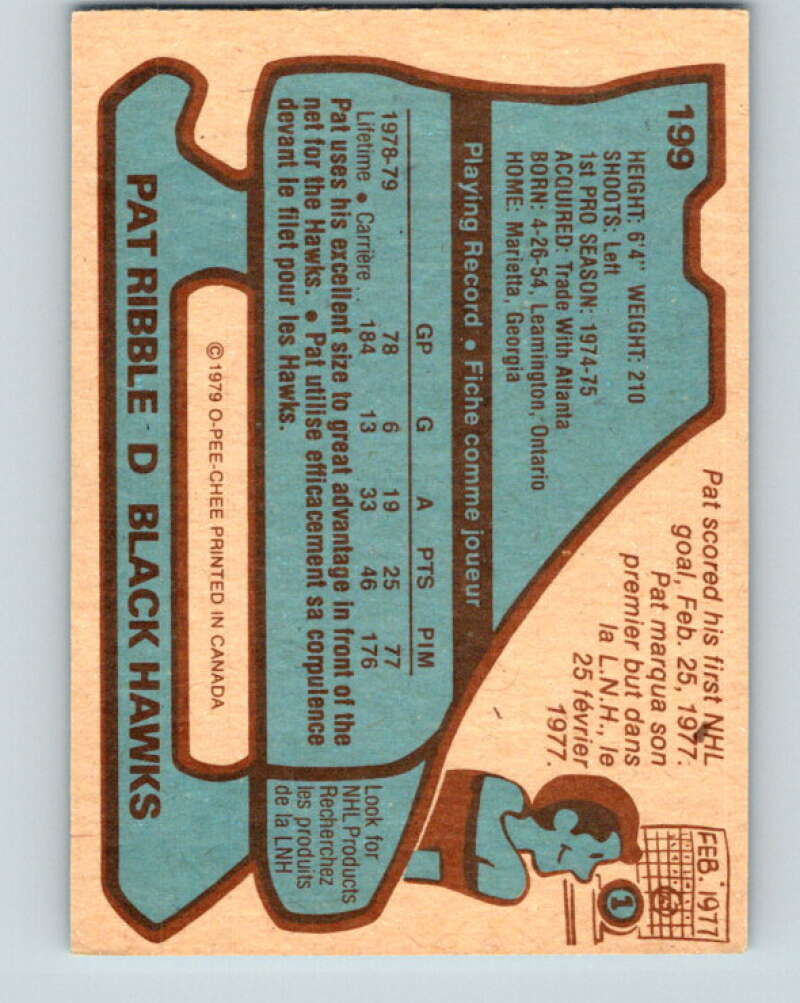 199
HEIGHT: 6'4" WEIGHT: 210
SHOOTS: Left
1st PRO SEASON: 1974-75
ACQUIRED: Trade With Atlanta
BORN: 4-26-54, Leamington, Ontario
HOME: Marietta, Georgia
Pat scored his first NHL
goal, Feb. 25, 1977.
Pat marqua son
premier but dans
la L.N.H., le
25 février
1977.
FEB. 1977
1
Playing Record • Fiche comme joueur
GP G A PTS PIM
1978-79 78 6 19 25 77
Lifetime • Carrière .. 184 13 33 46 176
Pat uses his excellent size to great advantage in front of the
net for the Hawks. • Pat utilise efficacement sa corpulence
devant le filet pour les Hawks.
Look for
NHL Products
Recherchez
les produits
de la LNH
©1979 O-PEE-CHEE PRINTED IN CANADA
PAT RIBBLE D BLACK HAWKS